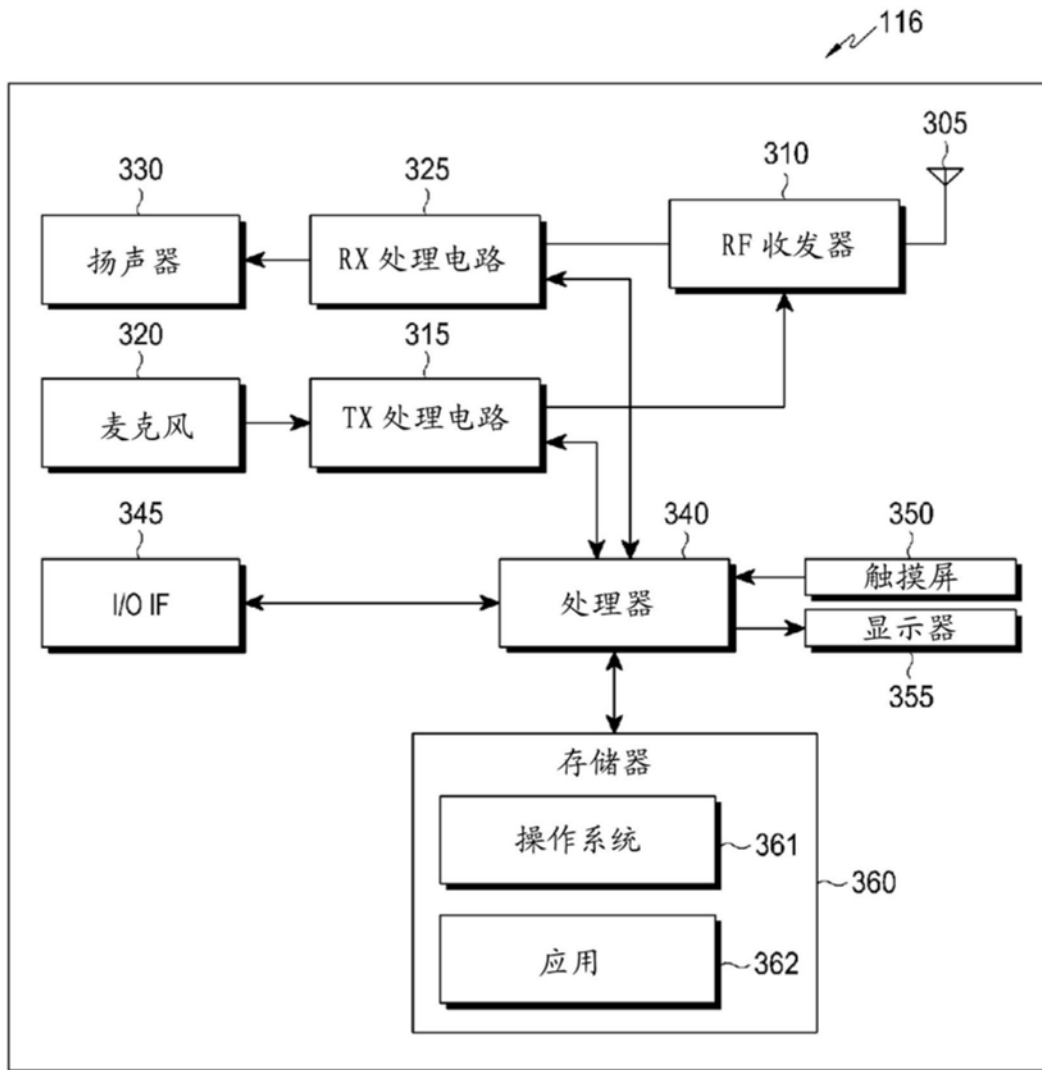 116
305
330
325
310
扬声器
RX 处理电路
RF 收发器
320
315
麦克风
TX 处理电路
345
340
350
I/O IF
处理器
触摸屏
显示器
355
存储器
操作系统
361
360
应用
362